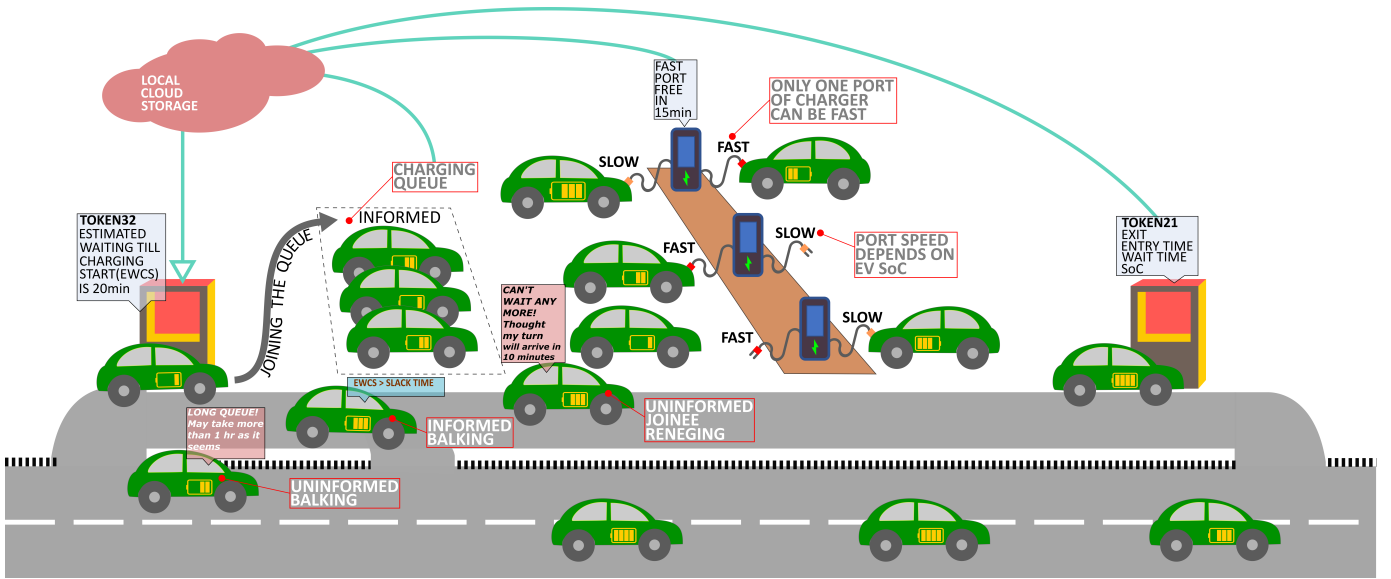 LOCAL
CLOUD
STORAGE
FAST
PORT
FREE
IN
15min
ONLY ONE PORT
OF CHARGER
CAN BE FAST
SLOW
FAST
CHARGING
QUEUE
TOKEN32
ESTIMATED
WAITING TILL
CHARGING
START(EWCS)
IS 20min
JOINING THE QUEUE
INFORMED
FAST
SLOW
PORT SPEED
DEPENDS ON
EV SoC
TOKEN21
EXIT
ENTRY TIME
WAIT TIME
SoC
CAN'T
WAIT ANY
MORE!
Thought
my turn
will arrive in
10 minutes
FAST
SLOW
EWCS > SLACK TIME
LONG QUEUE!
May take more
than 1 hr as it
seems
INFORMED
BALKING
UNINFORMED
JOINEE
RENEGING
UNINFORMED
BALKING